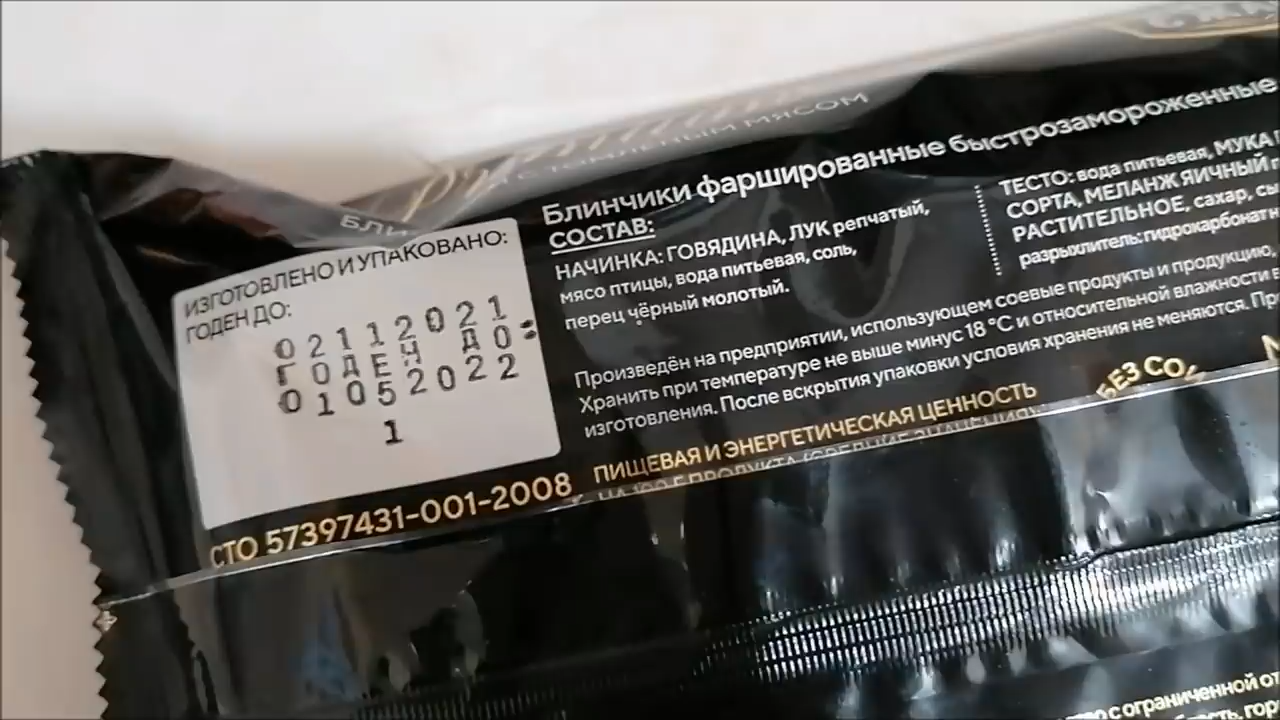 С ТОМЛЁНЫМ МЯСОМ
ИЗГОТОВЛЕНО И УПАКОВАНО:
ГОДЕН ДО:
02112021
ГОДЕН ДО:
01052022
1
СТО 57397431-001-2008
Блинчики фаршированные быстрозамороженные
СОСТАВ:
НАЧИНКА: ГОВЯДИНА, ЛУК репчатый,
мясо птицы, вода питьевая, соль,
перец чёрный молотый.
ТЕСТО: вода питьевая, МУКА
СОРТА, МЕЛАНЖ ЯИЧНЫЙ
РАСТИТЕЛЬНОЕ, сахар,
разрыхлитель: гидрокарбонат
Произведён на предприятии, использующем соевые продукты и продукцию,
Хранить при температуре не выше минус 18 °C и относительной влажности
изготовления. После вскрытия упаковки условия хранения не меняются.
ПИЩЕВАЯ И ЭНЕРГЕТИЧЕСКАЯ ЦЕННОСТЬ
БЕЗ
с ограниченной